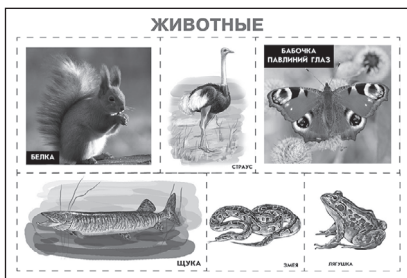 ЖИВОТНЫЕ
БЕЛКА
СТРАУС
БАБОЧКА
ПАВЛИНИЙ ГЛАЗ
ЩУКА
ЗМЕЯ
ЛЯГУШКА